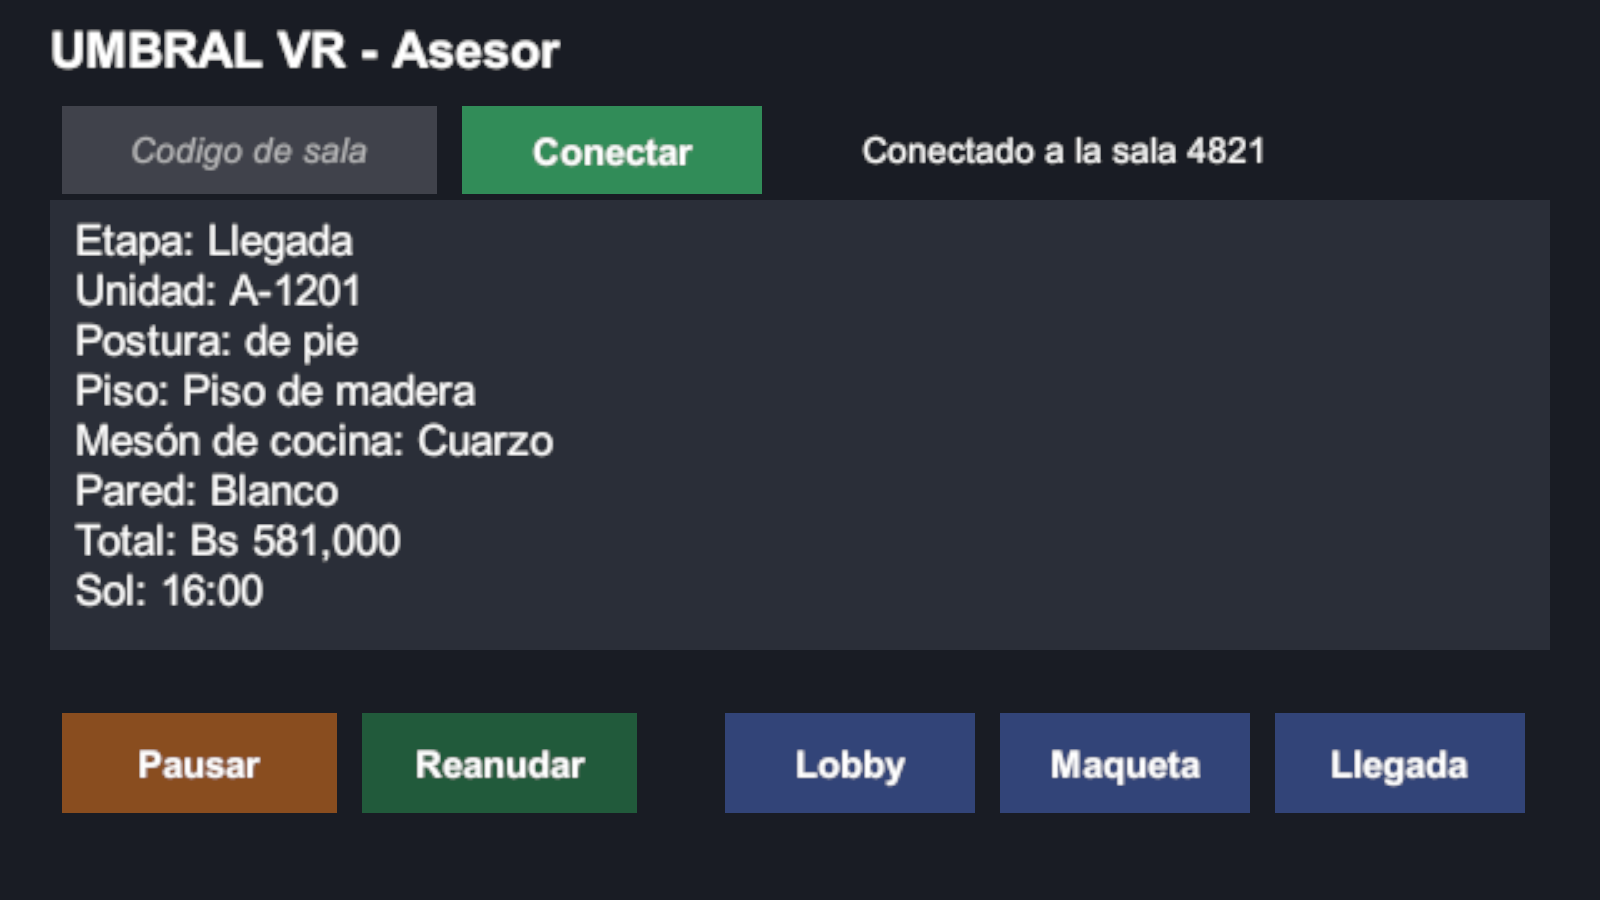 UMBRAL VR - Asesor
Codigo de sala
Conectar
Conectado a la sala 4821
Etapa: Llegada
Unidad: A-1201
Postura: de pie
Piso: Piso de madera
Mesón de cocina: Cuarzo
Pared: Blanco
Total: Bs 581,000
Sol: 16:00
Pausar
Reanudar
Lobby
Maqueta
Llegada